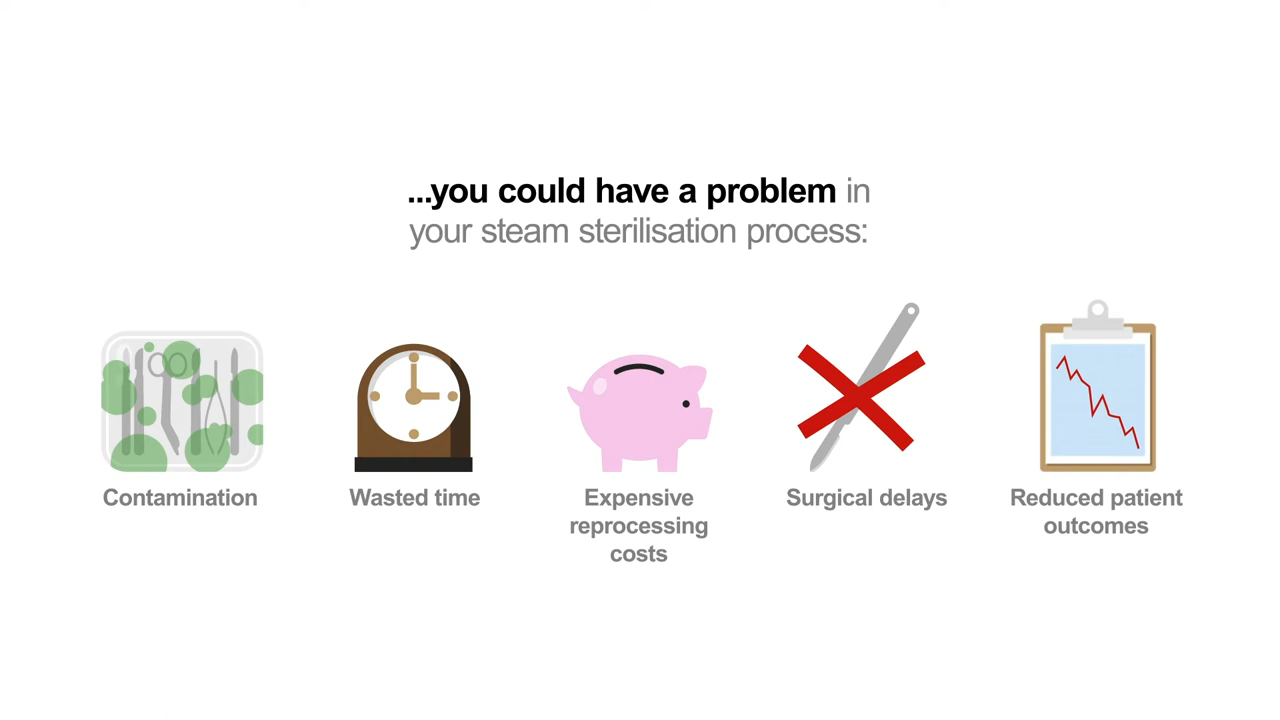 ...you could have a problem in
your steam sterilisation process:
Contamination
Wasted time
Expensive
reprocessing
costs
Surgical delays
Reduced patient
outcomes